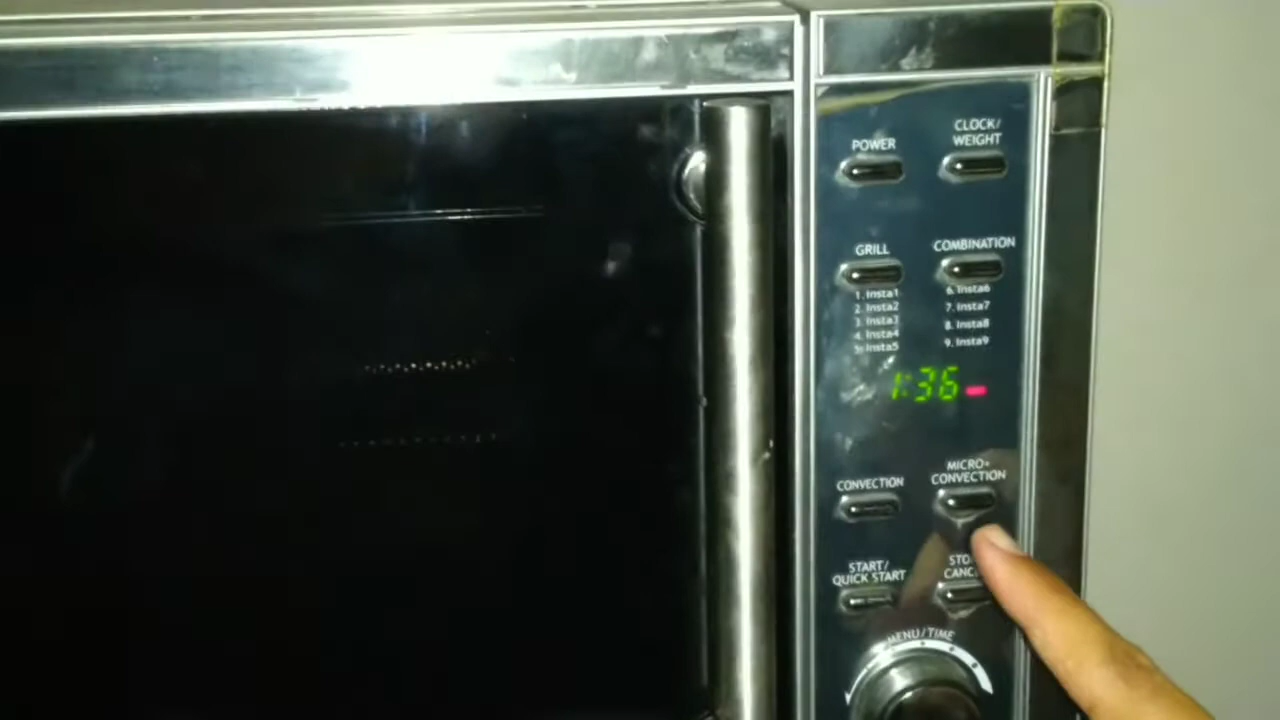 POWER
CLOCK/
WEIGHT
GRILL
COMBINATION
1. Insta1
2. Insta2
3. Insta3
4. Insta4
5. Insta5
6. Insta6
7. Insta7
8. Insta8
9. Insta9
1:36
CONVECTION
MICRO+
CONVECTION
START/
QUICK START
MENU/TIME